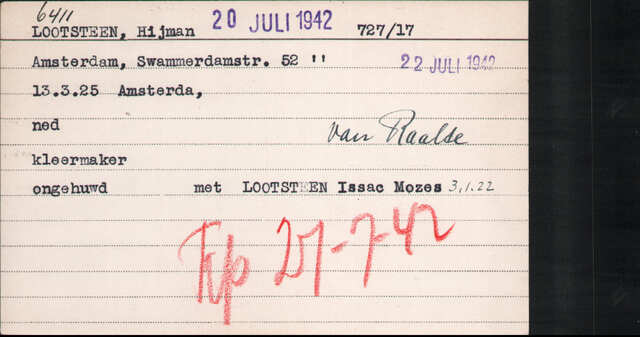 6411
LOOTSTEEN, Hijman 20 JULI 1942 727/17
Amsterdam, Swammerdamstr. 52 '' 22 JULI 1942
13.3.25 Amsterda,
ned
van Raalde
kleermaker
ongehuwd met LOOTSTEEN Issac Mozes 3.1.22
Trp 27-7-42